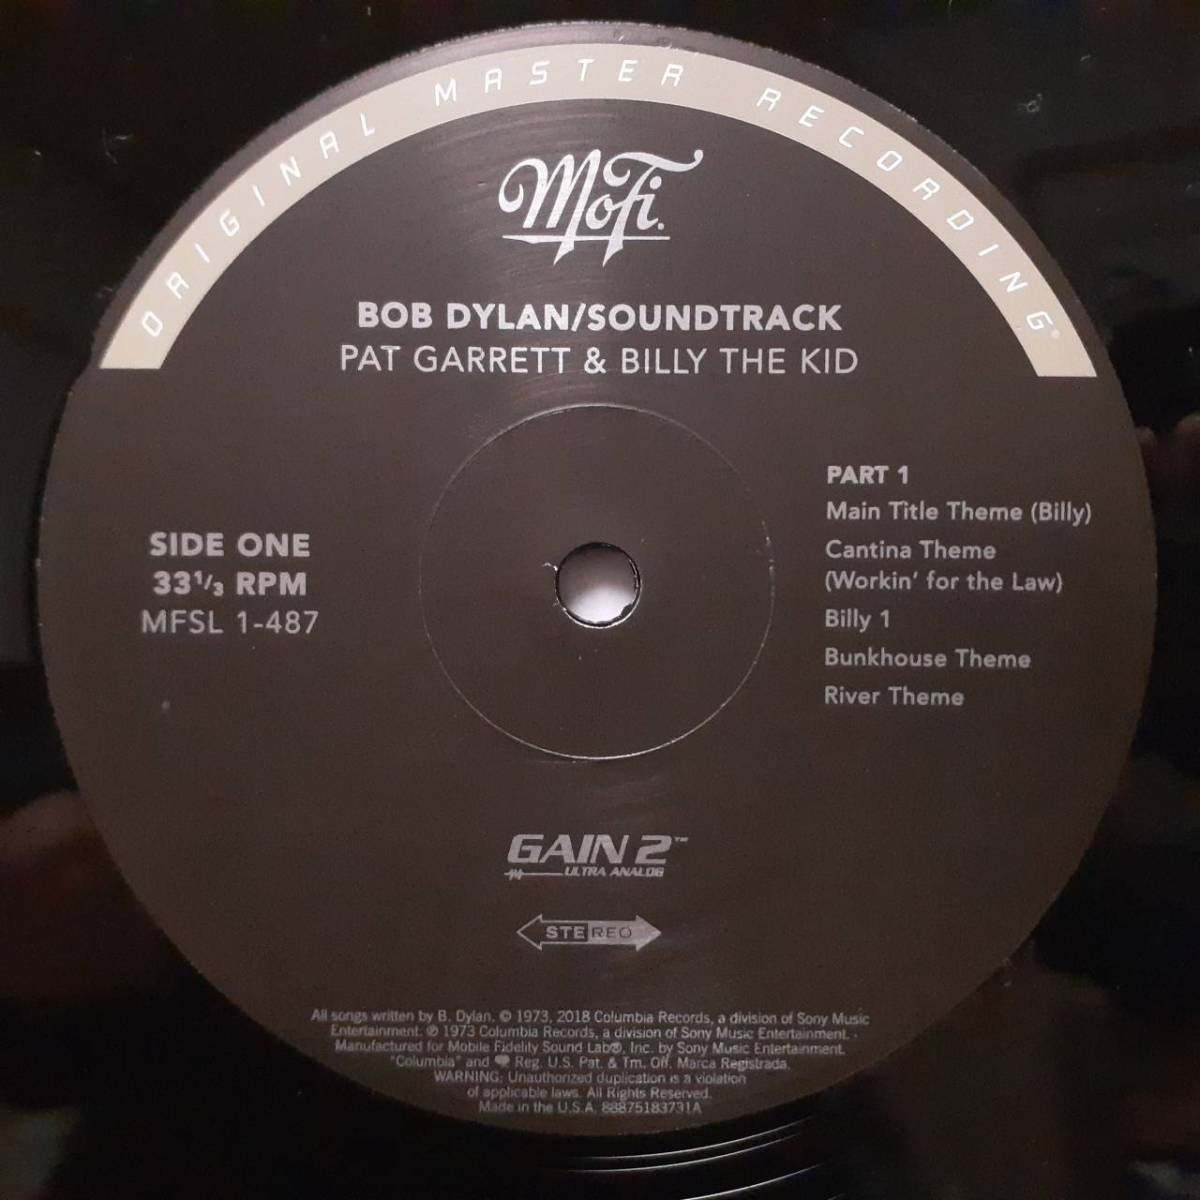 ORIGINAL MASTER RECORDING®
MoFi.
BOB DYLAN/SOUNDTRACK
PAT GARRETT & BILLY THE KID
SIDE ONE
33 1/3 RPM
MFSL 1-487
PART 1
Main Title Theme (Billy)
Cantina Theme
(Workin' for the Law)
Billy 1
Bunkhouse Theme
River Theme
GAIN 2™
ULTRA ANALOG
STEREO
All songs written by B. Dylan. © 1973, 2018 Columbia Records, a division of Sony Music
Entertainment. ℗ 1973 Columbia Records, a division of Sony Music Entertainment. -
Manufactured for Mobile Fidelity Sound Lab®, Inc. by Sony Music Entertainment.
"Columbia" and Reg. U.S. Pat. & Tm. Off. Marca Registrada.
WARNING: Unauthorized duplication is a violation
of applicable laws. All Rights Reserved.
Made in the U.S.A. 88875183731A